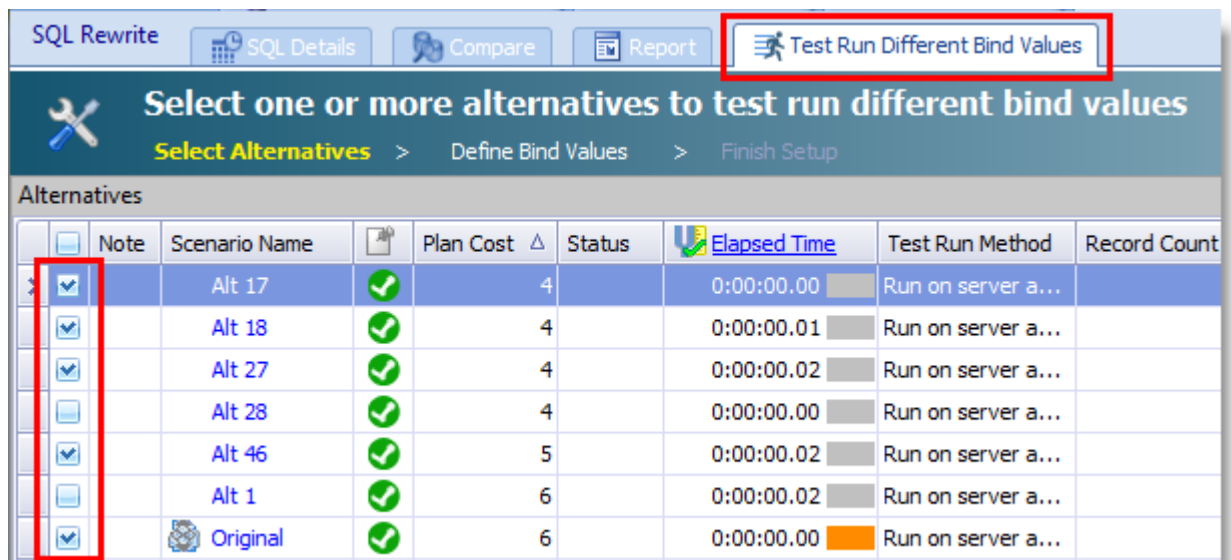 SQL Rewrite SQL Details Compare Report Test Run Different Bind Values
Select one or more alternatives to test run different bind values
Select Alternatives > Define Bind Values > Finish Setup
Alternatives
Note Scenario Name Plan Cost Status Elapsed Time Test Run Method Record Count
Alt 17 4 0:00:00.00 Run on server a...
Alt 18 4 0:00:00.01 Run on server a...
Alt 27 4 0:00:00.02 Run on server a...
Alt 28 4 0:00:00.00 Run on server a...
Alt 46 5 0:00:00.02 Run on server a...
Alt 1 6 0:00:00.02 Run on server a...
Original 6 0:00:00.00 Run on server a...